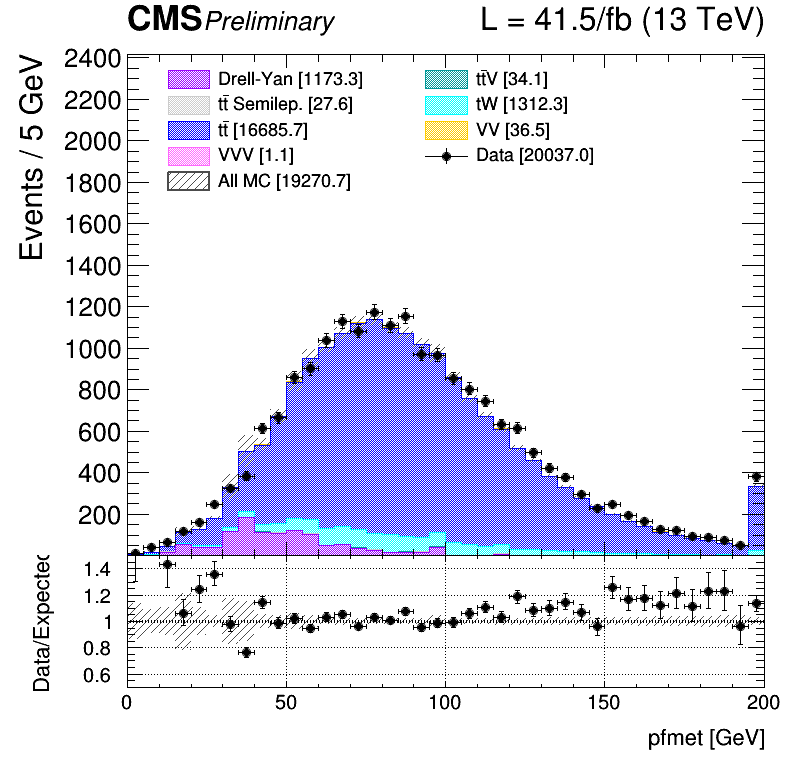 CMS Preliminary L = 41.5/fb (13 TeV)
Events / 5 GeV
2400
2200
2000
1800
1600
1400
1200
1000
800
600
400
200
Drell-Yan [1173.3]
tt̄ Semilep. [27.6]
tt̄ [16685.7]
VVV [1.1]
All MC [19270.7]
tt̄V [34.1]
tW [1312.3]
VV [36.5]
Data [20037.0]
Data/Expected
1.4
1.2
1
0.8
0.6
0 50 100 150 200
pfmet [GeV]